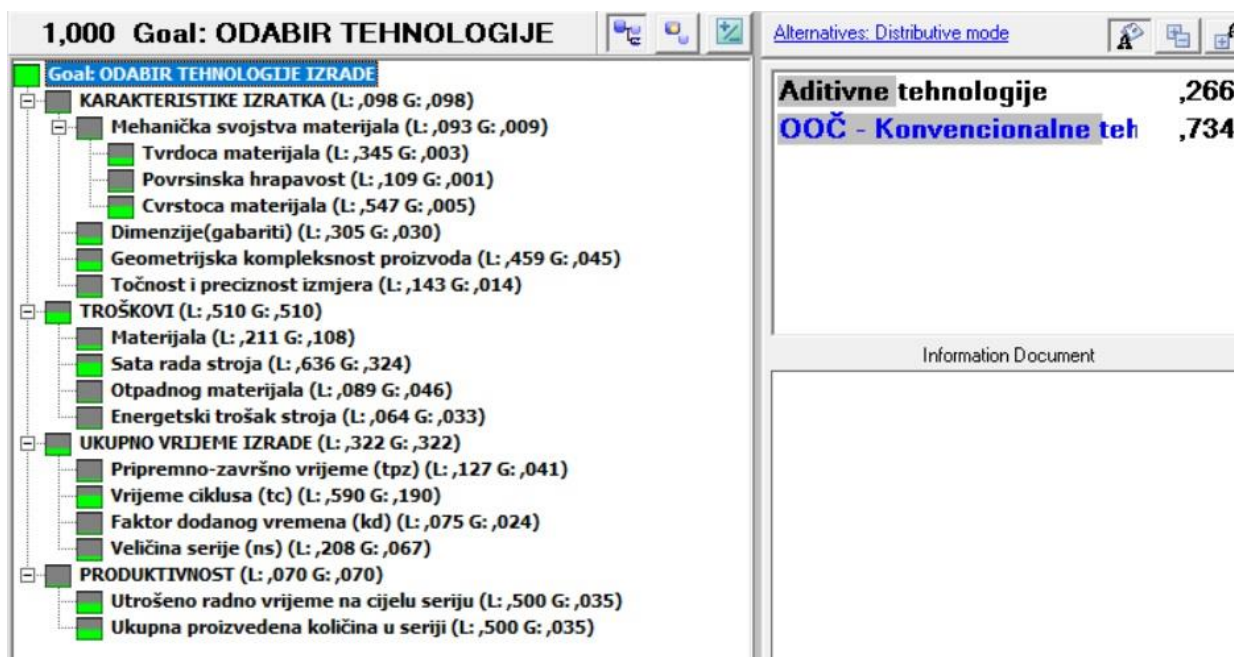 1,000 Goal: ODABIR TEHNOLOGIJE
Goal: ODABIR TEHNOLOGIJE IZRADE
KARAKTERISTIKE IZRATKA (L: ,098 G: ,098)
Mehanička svojstva materijala (L: ,093 G: ,009)
Tvrdoca materijala (L: ,345 G: ,003)
Povrsinska hrapavost (L: ,109 G: ,001)
Cvrstoca materijala (L: ,547 G: ,005)
Dimenzije(gabariti) (L: ,305 G: ,030)
Geometrijska kompleksnost proizvoda (L: ,459 G: ,045)
Točnost i preciznost izmjera (L: ,143 G: ,014)
TROŠKOVI (L: ,510 G: ,510)
Materijala (L: ,211 G: ,108)
Sata rada stroja (L: ,636 G: ,324)
Otpadnog materijala (L: ,089 G: ,046)
Energetski trošak stroja (L: ,064 G: ,033)
UKUPNO VRIJEME IZRADE (L: ,322 G: ,322)
Pripremno-završno vrijeme (tpz) (L: ,127 G: ,041)
Vrijeme ciklusa (tc) (L: ,590 G: ,190)
Faktor dodanog vremena (kd) (L: ,075 G: ,024)
Veličina serije (ns) (L: ,208 G: ,067)
PRODUKTIVNOST (L: ,070 G: ,070)
Utrošeno radno vrijeme na cijelu seriju (L: ,500 G: ,035)
Ukupna proizvedena količina u seriji (L: ,500 G: ,035)
Alternatives: Distributive mode
A
Aditivne tehnologije ,266
OOČ - Konvencionalne teh ,734
Information Document